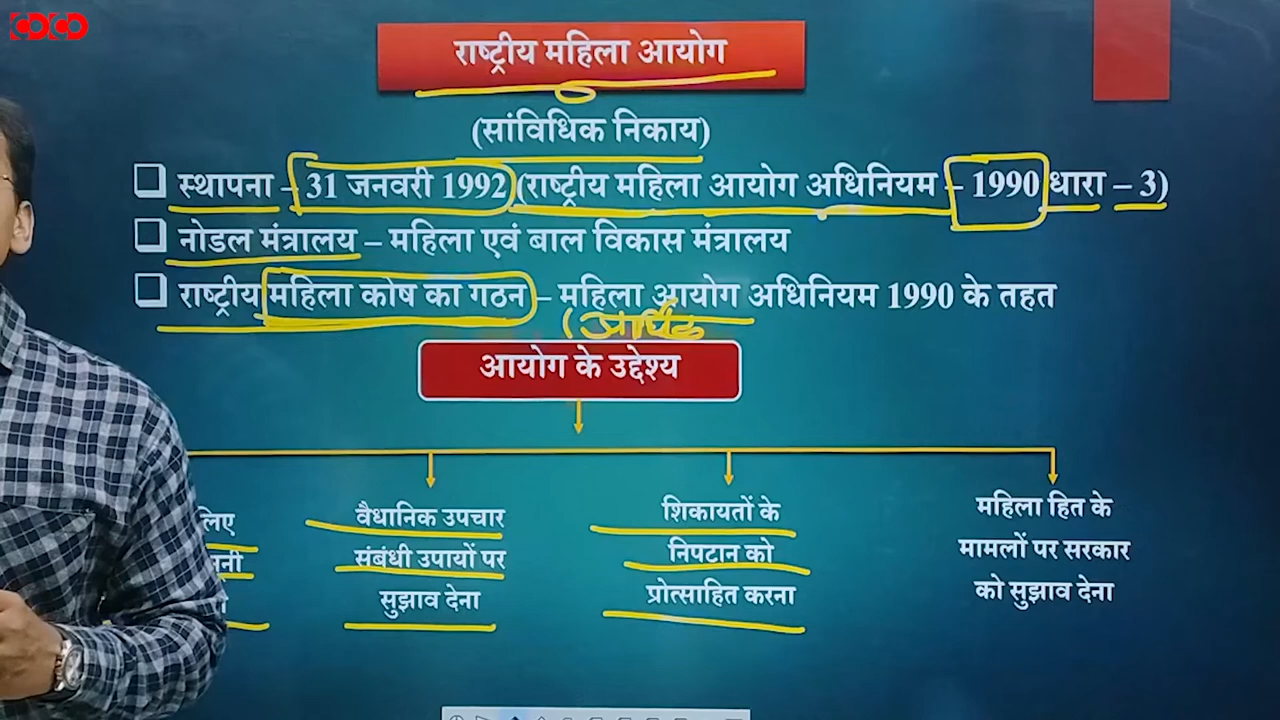 COCO
राष्ट्रीय महिला आयोग
(सांविधिक निकाय)
स्थापना – 31 जनवरी 1992 (राष्ट्रीय महिला आयोग अधिनियम – 1990 धारा – 3)
नोडल मंत्रालय – महिला एवं बाल विकास मंत्रालय
राष्ट्रीय महिला कोष का गठन – महिला आयोग अधिनियम 1990 के तहत
आयोग के उद्देश्य
वैधानिक उपचार
संबंधी उपायों पर
सुझाव देना
शिकायतों के
निपटान को
प्रोत्साहित करना
महिला हित के
मामलों पर सरकार
को सुझाव देना